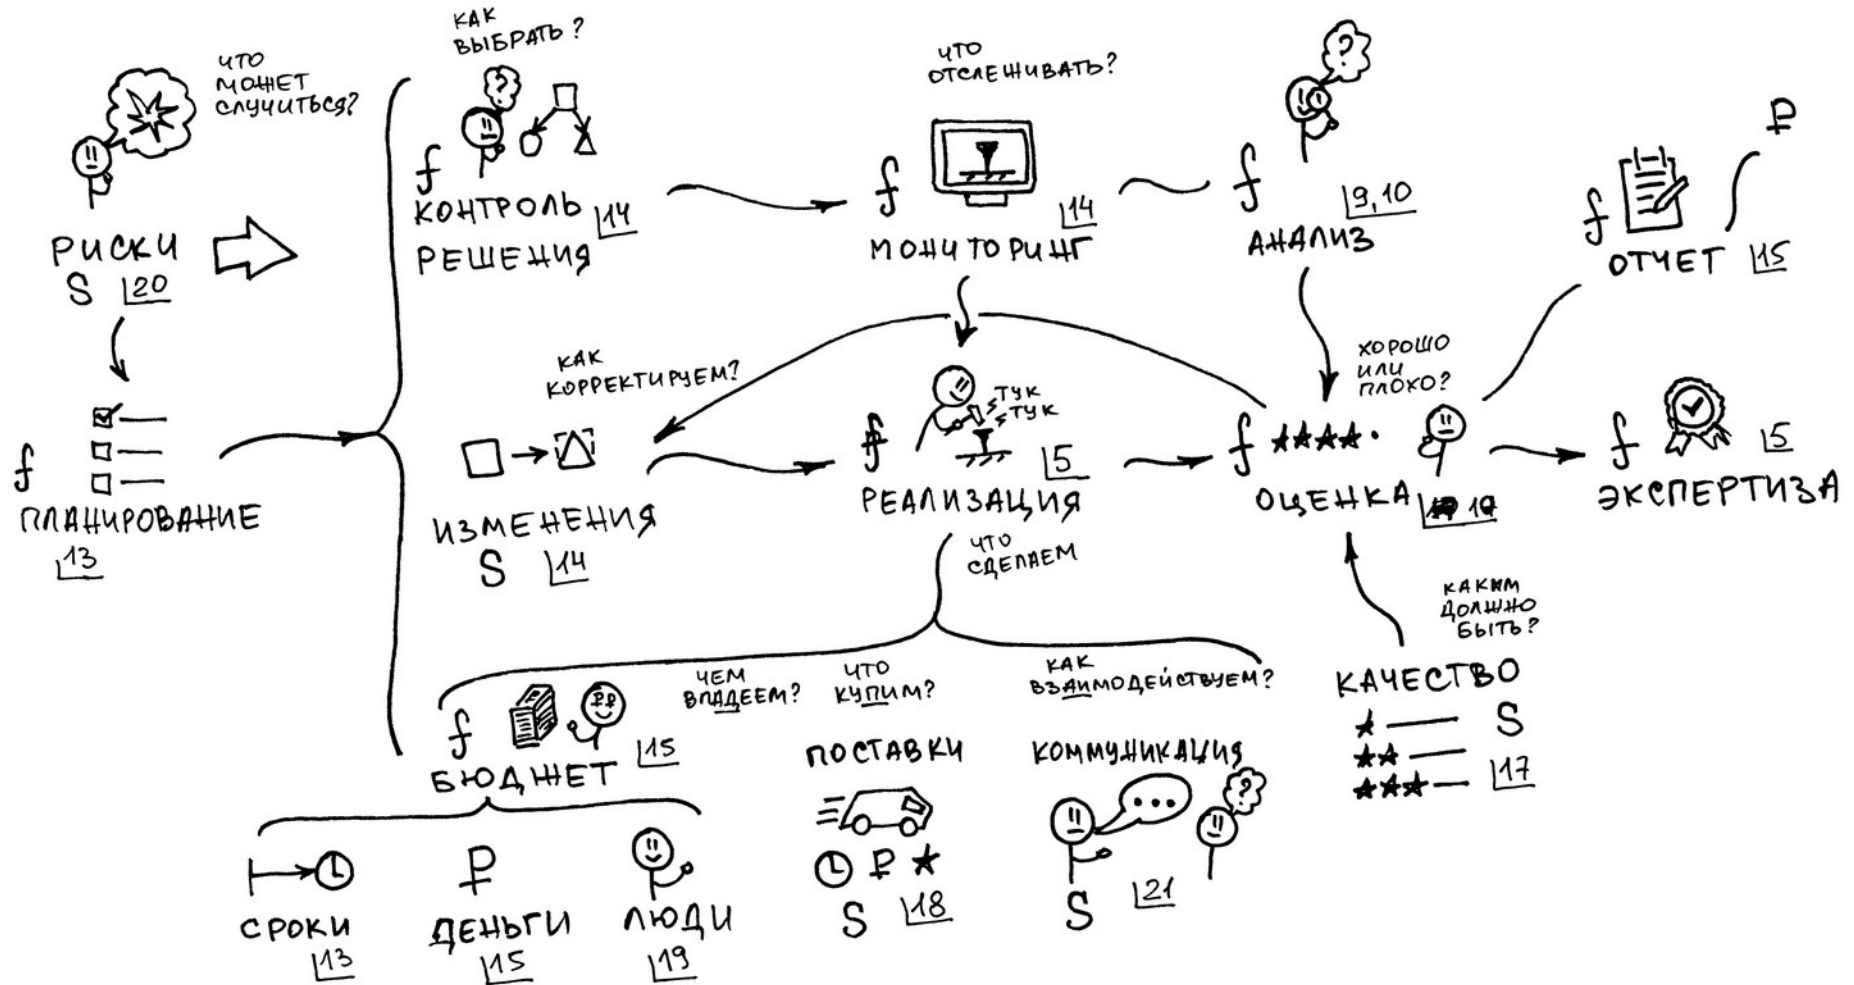 ЧТО
МОЖЕТ
СЛУЧИТЬСЯ?
РИСКИ
S 20
f
ПЛАНИРОВАНИЕ
13
КАК
ВЫБРАТЬ?
?
f
КОНТРОЛЬ 14
РЕШЕНИЯ
ЧТО
ОТСЛЕЖИВАТЬ?
f
14
МОНИТОРИНГ
?
f
9,10
АНАЛИЗ
₽
f
ОТЧЕТ 15
КАК
КОРРЕКТИРУЕМ?
ИЗМЕНЕНИЯ
S 14
ТУК
ТУК
f
5
РЕАЛИЗАЦИЯ
ЧТО
СДЕЛАЕМ
ХОРОШО
ИЛИ
ПЛОХО?
f
ОЦЕНКА
f
5
ЭКСПЕРТИЗА
КАКИМ
ДОЛЖНО
БЫТЬ?
КАЧЕСТВО
S
17
ЧЕМ
ВЛАДЕЕМ?
f
₽₽
15
БЮДЖЕТ
СРОКИ
13
₽
ДЕНЬГИ
15
ЛЮДИ
19
ЧТО
КУПИМ?
ПОСТАВКИ
₽
S 18
КАК
ВЗАИМОДЕЙСТВУЕМ?
КОММУНИКАЦИЯ
...
?
S 21